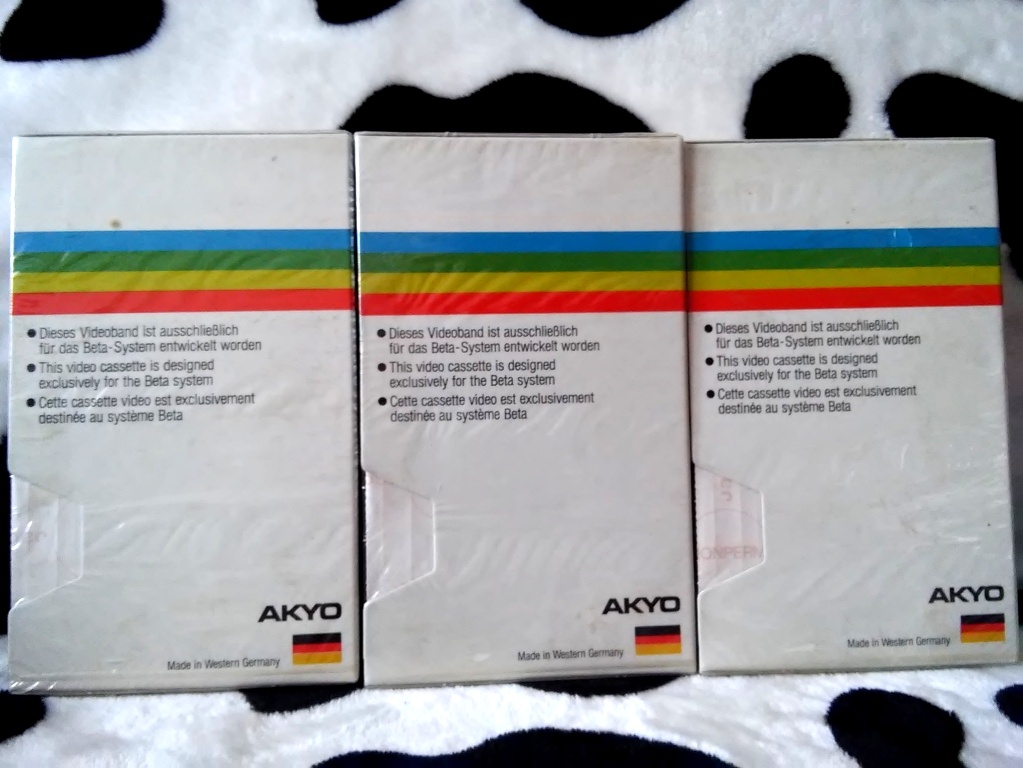 ● Dieses Videoband ist ausschließlich
für das Beta-System entwickelt worden
● This video cassette is designed
exclusively for the Beta system
● Cette cassette video est exclusivement
destinée au système Beta
AKYO
Made in Western Germany
● Dieses Videoband ist ausschließlich
für das Beta-System entwickelt worden
● This video cassette is designed
exclusively for the Beta system
● Cette cassette video est exclusivement
destinée au système Beta
AKYO
Made in Western Germany
● Dieses Videoband ist ausschließlich
für das Beta-System entwickelt worden
● This video cassette is designed
exclusively for the Beta system
● Cette cassette video est exclusivement
destinée au système Beta
AKYO
Made in Western Germany